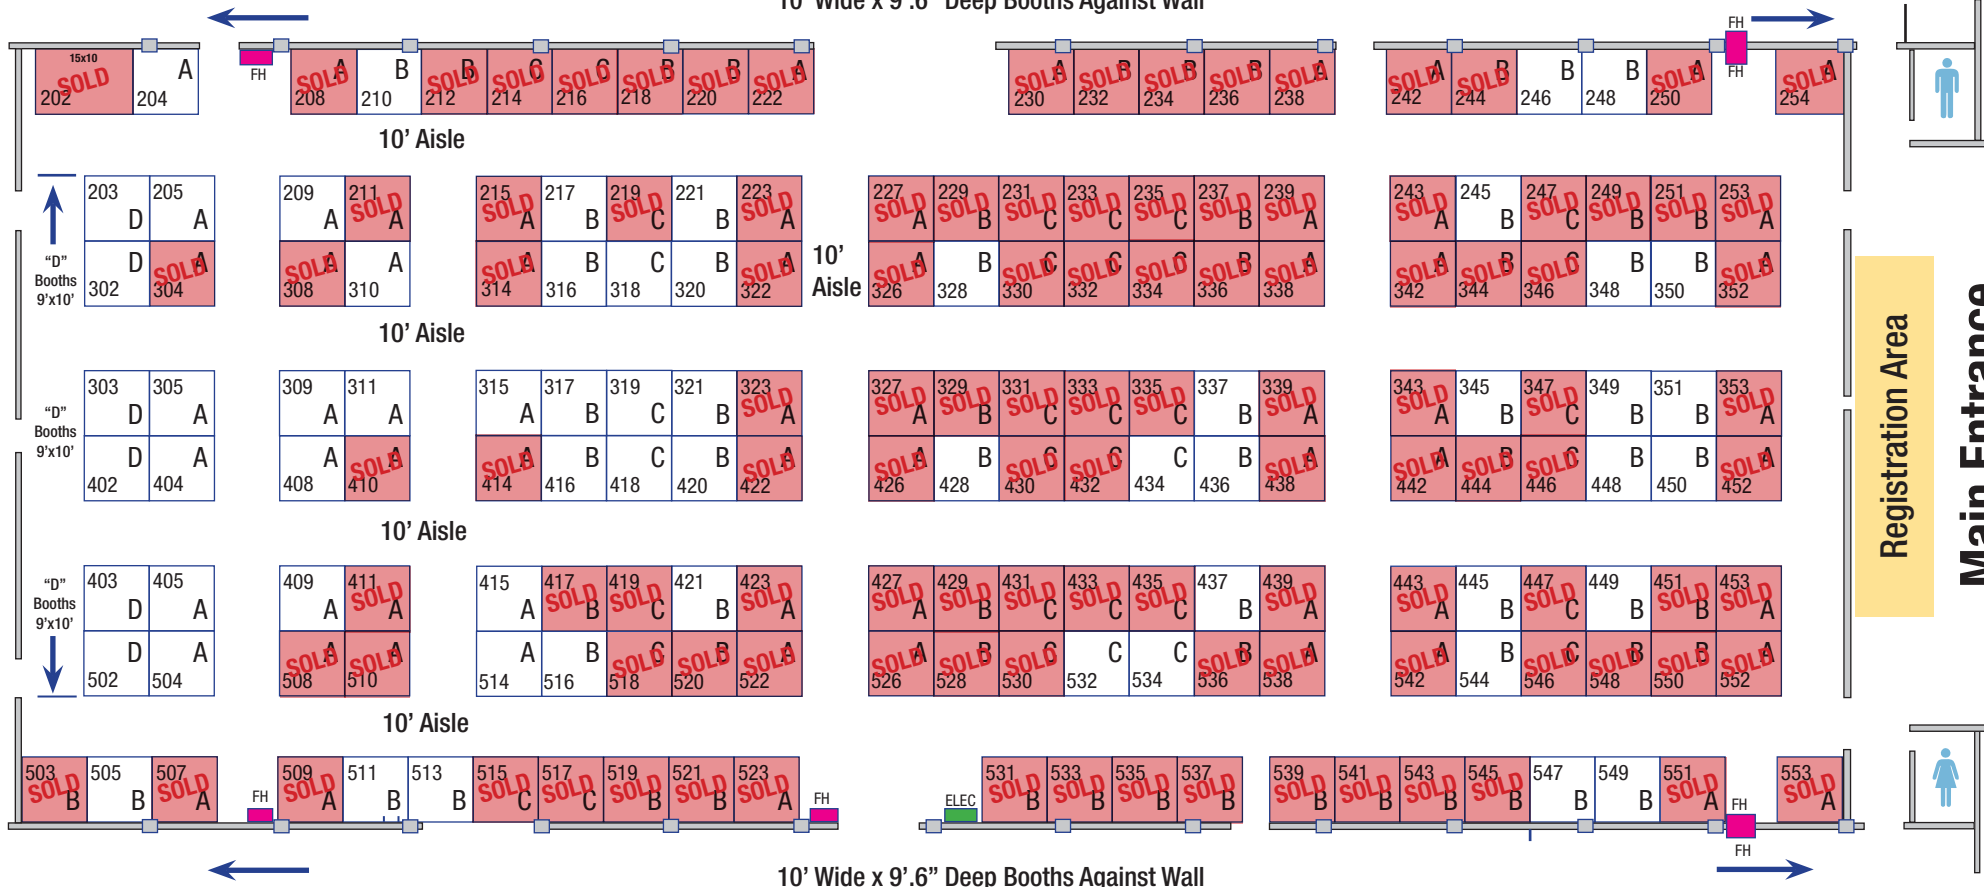 10' Wide x 9'.6" Deep Booths Against Wall
FH
15x10
SOLD SOLD SOLD SOLD SOLD SOLD SOLD SOLD SOLD SOLD SOLD SOLD SOLD SOLD SOLD SOLD SOLD
A A B B C C B B A A B B B A A B B B A A
202 204 FH 208 210 212 214 216 218 220 222 230 232 234 236 238 242 244 246 248 250 FH 254
10' Aisle
203 205 209 211 215 217 219 221 223 227 229 231 233 235 237 239 243 245 247 249 251 253
SOLD SOLD SOLD SOLD SOLD SOLD SOLD SOLD SOLD SOLD SOLD SOLD SOLD SOLD SOLD SOLD
D A A A A B C B A A B C C C B A A B C B B A
"D"
Booths
9'x10'
10'
Aisle
D A A A A B C B A A B C C C B A A B C B B A
SOLD SOLD SOLD SOLD SOLD SOLD SOLD SOLD SOLD SOLD SOLD SOLD SOLD SOLD
302 304 308 310 314 316 318 320 322 326 328 330 332 334 336 338 342 344 346 348 350 352
10' Aisle
303 305 309 311 315 317 319 321 323 327 329 331 333 335 337 339 343 345 347 349 351 353
SOLD SOLD SOLD SOLD SOLD SOLD SOLD SOLD SOLD SOLD
D A A A A B C B A A B C C C B A A B C B B A
"D"
Booths
9'x10'
D A A A A B C B A A B C C C B A A B C B B A
SOLD SOLD SOLD SOLD SOLD SOLD SOLD SOLD SOLD SOLD SOLD
402 404 408 410 414 416 418 420 422 426 428 430 432 434 436 438 442 444 446 448 450 452
10' Aisle
403 405 409 411 415 417 419 421 423 427 429 431 433 435 437 439 443 445 447 449 451 453
SOLD SOLD SOLD SOLD SOLD SOLD SOLD SOLD SOLD SOLD SOLD SOLD SOLD SOLD
D A A A A B C B A A B C C C B A A B C B B A
"D"
Booths
9'x10'
D A A A A B C B A A B C C C B A A B C B B A
SOLD SOLD SOLD SOLD SOLD SOLD SOLD SOLD SOLD SOLD SOLD SOLD SOLD SOLD SOLD
502 504 508 510 514 516 518 520 522 526 528 530 532 534 536 538 542 544 546 548 550 552
10' Aisle
503 505 507 509 511 513 515 517 519 521 523 531 533 535 537 539 541 543 545 547 549 551 553
SOLD SOLD SOLD SOLD SOLD SOLD SOLD SOLD SOLD SOLD SOLD SOLD SOLD SOLD SOLD SOLD SOLD SOLD
B B A FH A B B C C B B A FH ELEC B B B B B B B B B B A FH A
FH
10' Wide x 9'.6" Deep Booths Against Wall
Registration Area
Main Entrance